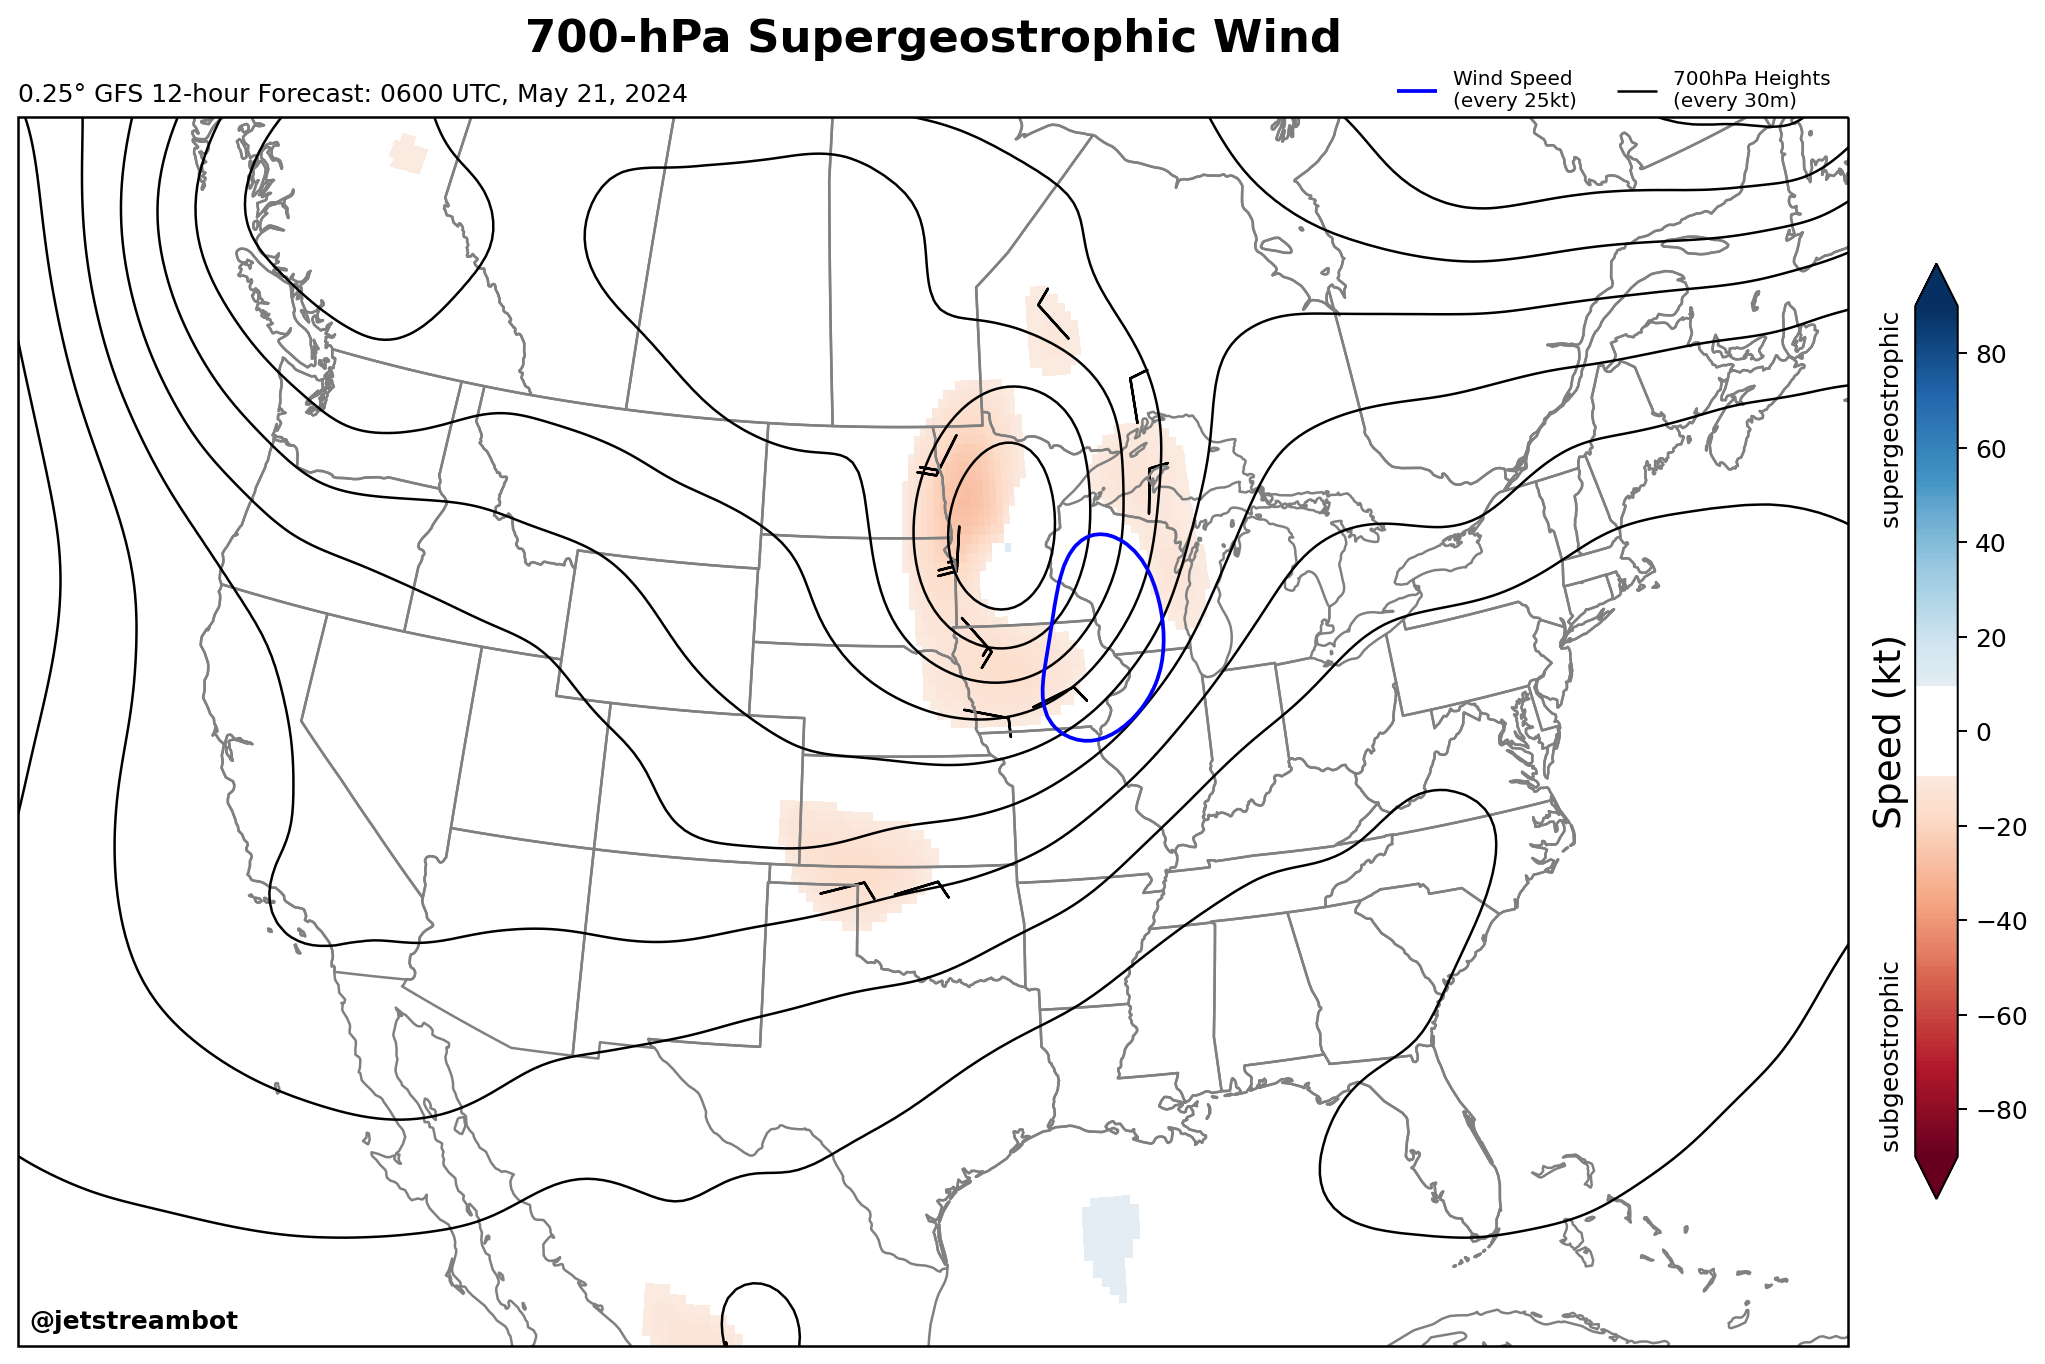 700-hPa Supergeostrophic Wind
0.25° GFS 12-hour Forecast: 0600 UTC, May 21, 2024
Wind Speed
(every 25kt)
700hPa Heights
(every 30m)
supergeostrophic
Speed (kt)
subgeostrophic
80
60
40
20
0
−20
−40
−60
−80
@jetstreambot